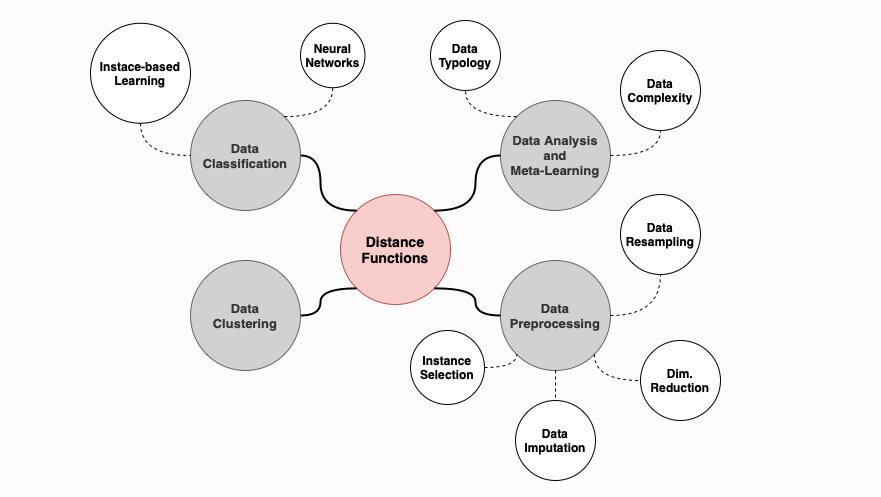 Instace-based
Learning
Neural
Networks
Data
Typology
Data
Complexity
Data
Classification
Data Analysis
and
Meta-Learning
Distance
Functions
Data
Resampling
Data
Clustering
Data
Preprocessing
Instance
Selection
Dim.
Reduction
Data
Imputation